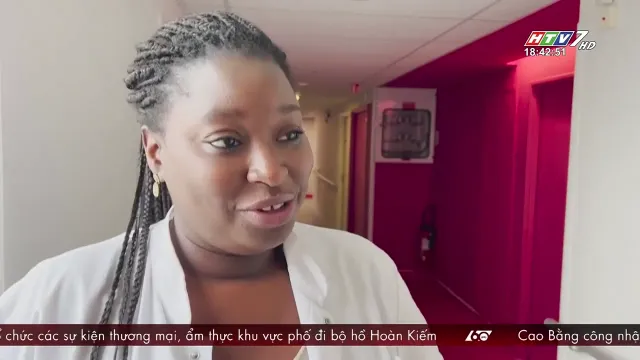 HTV7 HD
18:42:51
ổ chức các sự kiện thương mại, ẩm thực khu vực phố đi bộ hồ Hoàn Kiếm 60 Cao Bằng công nhậ